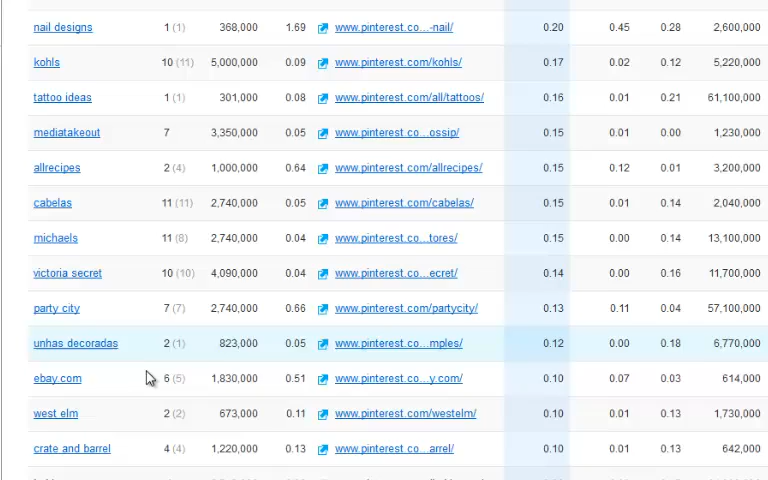 nail designs 1 (1) 368,000 1.69 www.pinterest.co...-nail/ 0.20 0.45 0.28 2,600,000
kohls 10 (11) 5,000,000 0.09 www.pinterest.com/kohls/ 0.17 0.02 0.12 5,220,000
tattoo ideas 1 (1) 301,000 0.08 www.pinterest.com/all/tattoos/ 0.16 0.01 0.21 61,100,000
mediatakeout 7 3,350,000 0.05 www.pinterest.co...ossip/ 0.15 0.01 0.00 1,230,000
allrecipes 2 (4) 1,000,000 0.64 www.pinterest.com/allrecipes/ 0.15 0.12 0.01 3,200,000
cabelas 11 (11) 2,740,000 0.05 www.pinterest.com/cabelas/ 0.15 0.01 0.14 2,040,000
michaels 11 (8) 2,740,000 0.04 www.pinterest.co...tores/ 0.15 0.00 0.14 13,100,000
victoria secret 10 (10) 4,090,000 0.04 www.pinterest.co...ecret/ 0.14 0.00 0.16 11,700,000
party city 7 (7) 2,740,000 0.66 www.pinterest.com/partycity/ 0.13 0.11 0.04 57,100,000
unhas decoradas 2 (1) 823,000 0.05 www.pinterest.co...mples/ 0.12 0.00 0.18 6,770,000
ebay.com 6 (5) 1,830,000 0.51 www.pinterest.co...y.com/ 0.10 0.07 0.03 614,000
west elm 2 (2) 673,000 0.11 www.pinterest.com/westelm/ 0.10 0.01 0.13 1,730,000
crate and barrel 4 (4) 1,220,000 0.13 www.pinterest.co...arrel/ 0.10 0.01 0.13 642,000